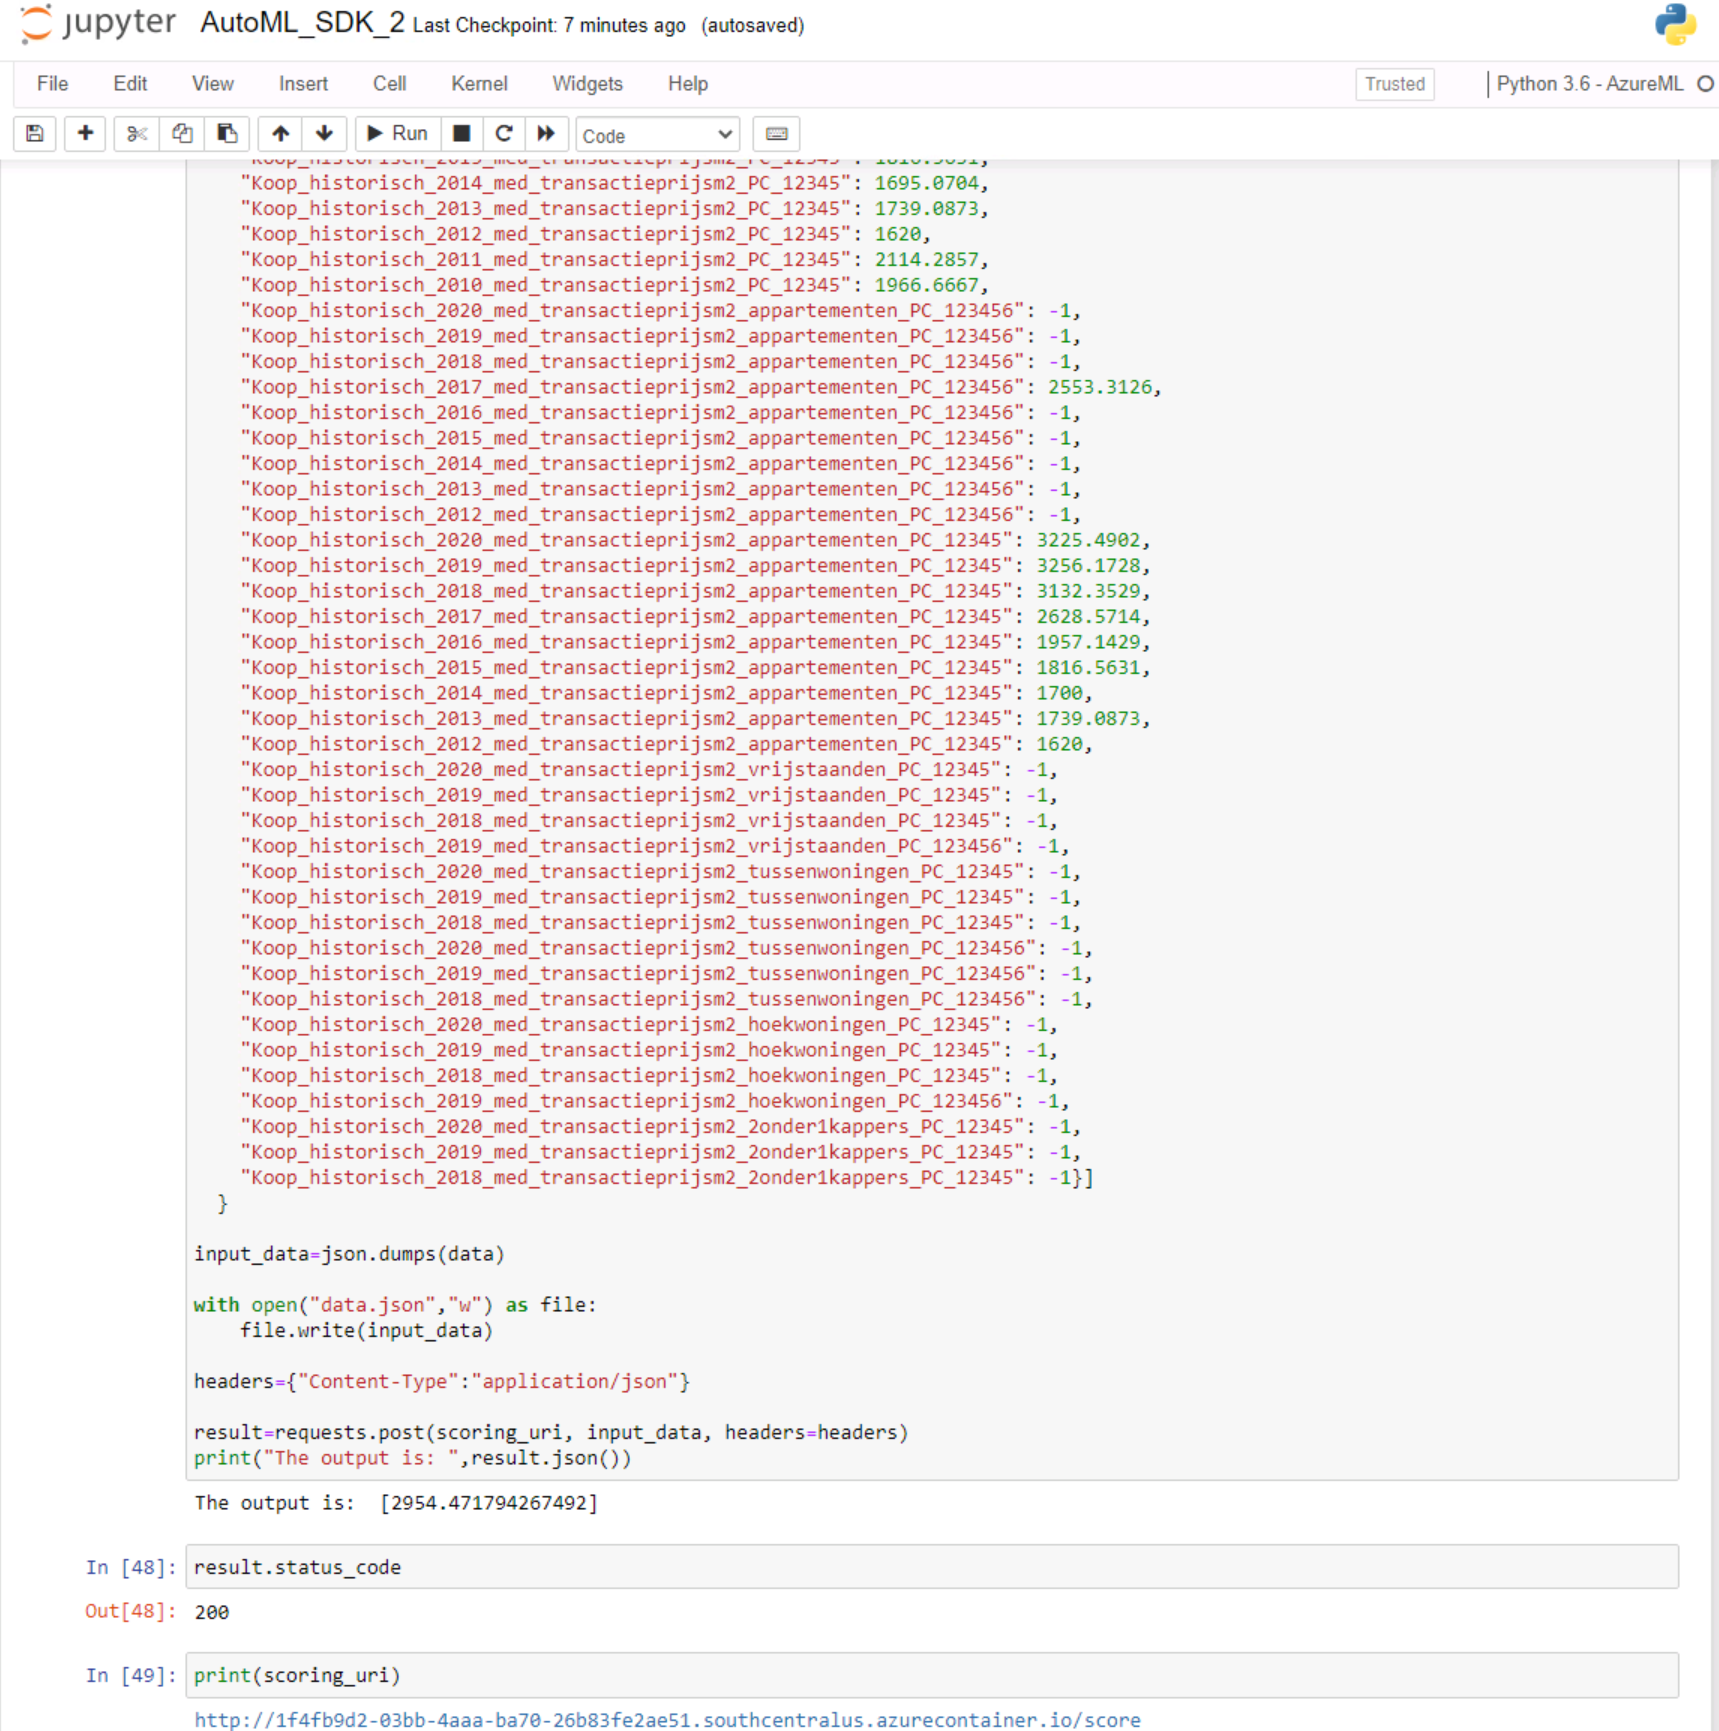 jupyter AutoML_SDK_2 Last Checkpoint: 7 minutes ago (autosaved)
File Edit View Insert Cell Kernel Widgets Help Trusted Python 3.6 - AzureML
Run Code
"Koop_historisch_2015_med_transactieprijsm2_PC_12345": 1816.5631,
"Koop_historisch_2014_med_transactieprijsm2_PC_12345": 1695.0704,
"Koop_historisch_2013_med_transactieprijsm2_PC_12345": 1739.0873,
"Koop_historisch_2012_med_transactieprijsm2_PC_12345": 1620,
"Koop_historisch_2011_med_transactieprijsm2_PC_12345": 2114.2857,
"Koop_historisch_2010_med_transactieprijsm2_PC_12345": 1966.6667,
"Koop_historisch_2020_med_transactieprijsm2_appartementen_PC_123456": -1,
"Koop_historisch_2019_med_transactieprijsm2_appartementen_PC_123456": -1,
"Koop_historisch_2018_med_transactieprijsm2_appartementen_PC_123456": -1,
"Koop_historisch_2017_med_transactieprijsm2_appartementen_PC_123456": 2553.3126,
"Koop_historisch_2016_med_transactieprijsm2_appartementen_PC_123456": -1,
"Koop_historisch_2015_med_transactieprijsm2_appartementen_PC_123456": -1,
"Koop_historisch_2014_med_transactieprijsm2_appartementen_PC_123456": -1,
"Koop_historisch_2013_med_transactieprijsm2_appartementen_PC_123456": -1,
"Koop_historisch_2012_med_transactieprijsm2_appartementen_PC_123456": -1,
"Koop_historisch_2020_med_transactieprijsm2_appartementen_PC_12345": 3225.4902,
"Koop_historisch_2019_med_transactieprijsm2_appartementen_PC_12345": 3256.1728,
"Koop_historisch_2018_med_transactieprijsm2_appartementen_PC_12345": 3132.3529,
"Koop_historisch_2017_med_transactieprijsm2_appartementen_PC_12345": 2628.5714,
"Koop_historisch_2016_med_transactieprijsm2_appartementen_PC_12345": 1957.1429,
"Koop_historisch_2015_med_transactieprijsm2_appartementen_PC_12345": 1816.5631,
"Koop_historisch_2014_med_transactieprijsm2_appartementen_PC_12345": 1700,
"Koop_historisch_2013_med_transactieprijsm2_appartementen_PC_12345": 1739.0873,
"Koop_historisch_2012_med_transactieprijsm2_appartementen_PC_12345": 1620,
"Koop_historisch_2020_med_transactieprijsm2_vrijstaanden_PC_12345": -1,
"Koop_historisch_2019_med_transactieprijsm2_vrijstaanden_PC_12345": -1,
"Koop_historisch_2018_med_transactieprijsm2_vrijstaanden_PC_12345": -1,
"Koop_historisch_2019_med_transactieprijsm2_vrijstaanden_PC_123456": -1,
"Koop_historisch_2020_med_transactieprijsm2_tussenwoningen_PC_12345": -1,
"Koop_historisch_2019_med_transactieprijsm2_tussenwoningen_PC_12345": -1,
"Koop_historisch_2018_med_transactieprijsm2_tussenwoningen_PC_12345": -1,
"Koop_historisch_2020_med_transactieprijsm2_tussenwoningen_PC_123456": -1,
"Koop_historisch_2019_med_transactieprijsm2_tussenwoningen_PC_123456": -1,
"Koop_historisch_2018_med_transactieprijsm2_tussenwoningen_PC_123456": -1,
"Koop_historisch_2020_med_transactieprijsm2_hoekwoningen_PC_12345": -1,
"Koop_historisch_2019_med_transactieprijsm2_hoekwoningen_PC_12345": -1,
"Koop_historisch_2018_med_transactieprijsm2_hoekwoningen_PC_12345": -1,
"Koop_historisch_2019_med_transactieprijsm2_hoekwoningen_PC_123456": -1,
"Koop_historisch_2020_med_transactieprijsm2_2onder1kappers_PC_12345": -1,
"Koop_historisch_2019_med_transactieprijsm2_2onder1kappers_PC_12345": -1,
"Koop_historisch_2018_med_transactieprijsm2_2onder1kappers_PC_12345": -1}]
}
input_data=json.dumps(data)
with open("data.json","w") as file:
file.write(input_data)
headers={"Content-Type":"application/json"}
result=requests.post(scoring_uri, input_data, headers=headers)
print("The output is: ",result.json())
The output is:  [2954.471794267492]
In [48]: result.status_code
Out[48]: 200
In [49]: print(scoring_uri)
http://1f4fb9d2-03bb-4aaa-ba70-26b83fe2ae51.southcentralus.azurecontainer.io/score